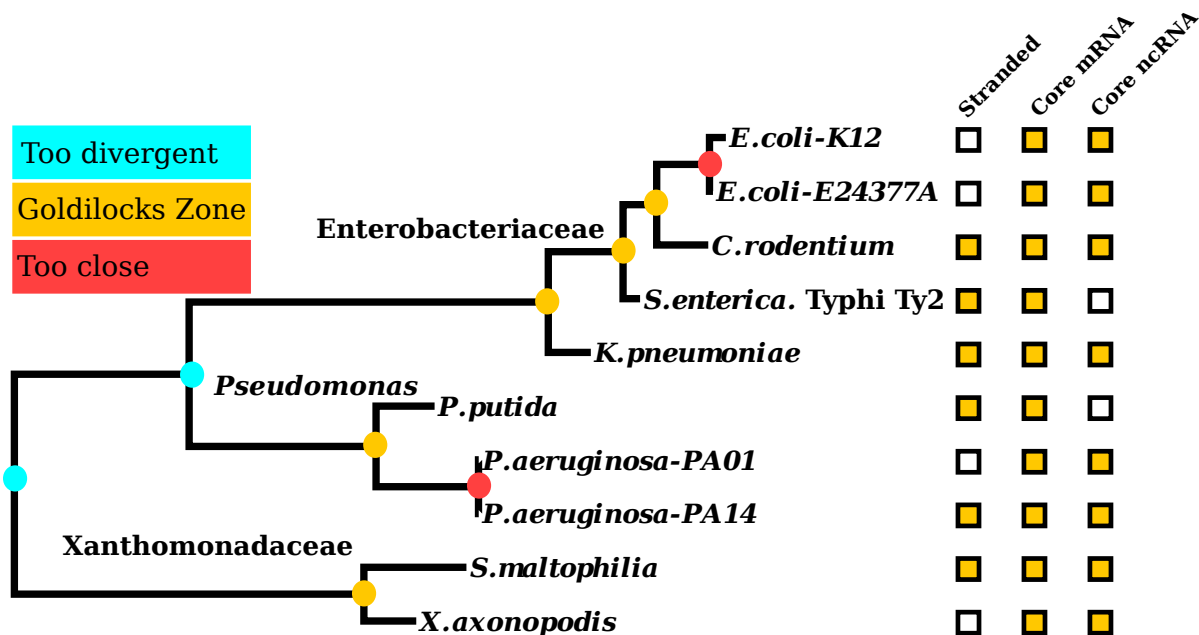 Stranded
Core mRNA
Core ncRNA
Too divergent
Goldilocks Zone
Too close
E.coli-K12
E.coli-E24377A
Enterobacteriaceae
C.rodentium
S.enterica. Typhi Ty2
K.pneumoniae
Pseudomonas
P.putida
P.aeruginosa-PA01
P.aeruginosa-PA14
Xanthomonadaceae
S.maltophilia
X.axonopodis